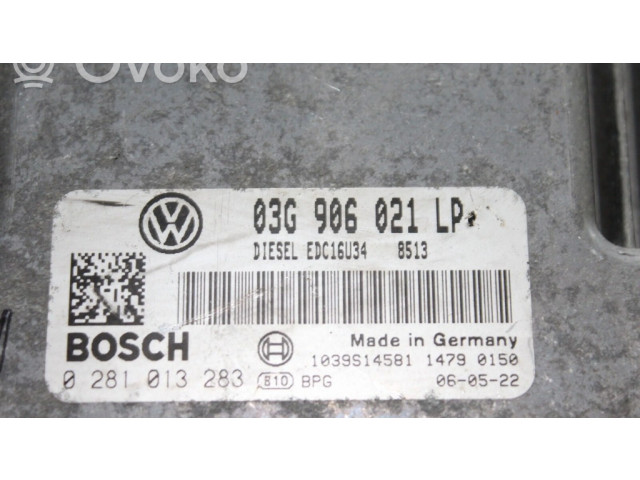 Ovoko
03G 906 021 LP
DIESEL EDC16U34 8513
BOSCH
Made in Germany
1039S14581 1479 0150
0 281 013 283 E10 BPG 06-05-22